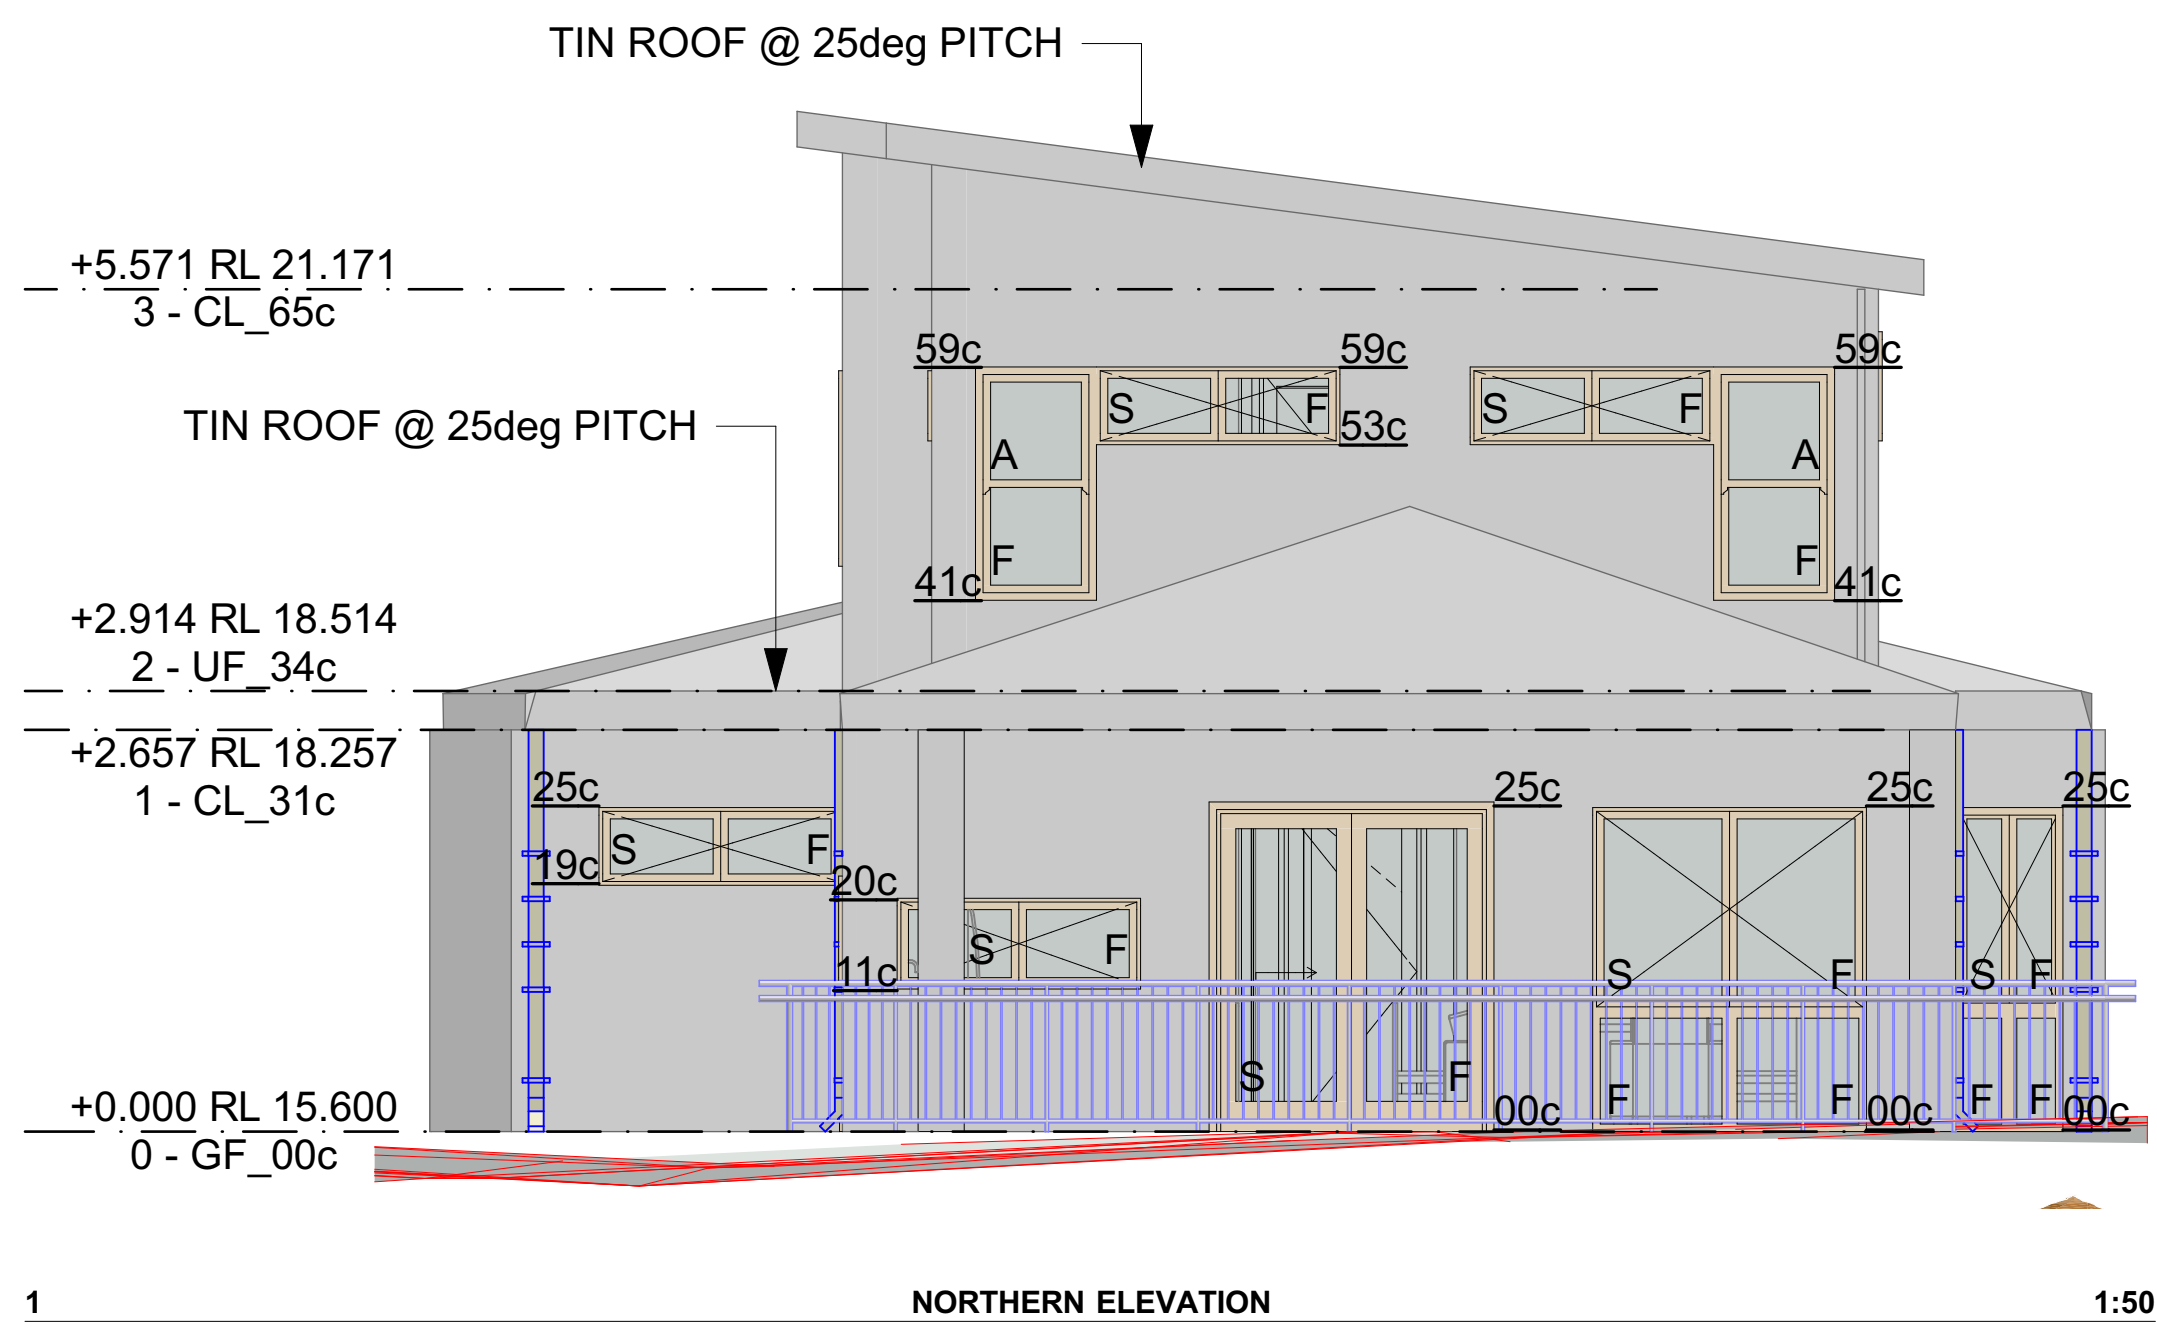 TIN ROOF @ 25deg PITCH
+5.571 RL 21.171
3 - CL_65c
59c 59c 59c
S F S F
53c
TIN ROOF @ 25deg PITCH
A A
F F
41c 41c
+2.914 RL 18.514
2 - UF_34c
+2.657 RL 18.257
1 - CL_31c
25c 25c 25c 25c
S F
19c
20c
S F
11c
S F S F
S F
+0.000 RL 15.600
00c F F 00c F F 00c
0 - GF_00c
1 NORTHERN ELEVATION 1:50